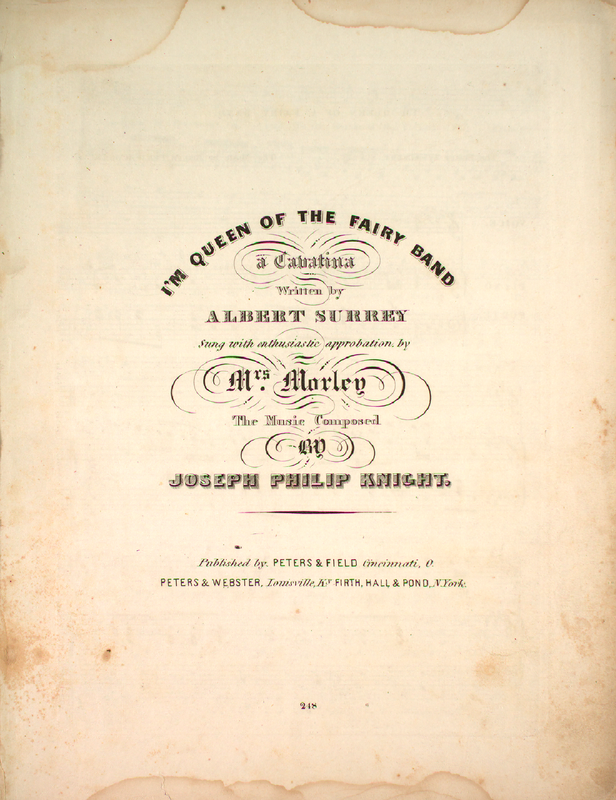 I'M QUEEN OF THE FAIRY BAND
a Cavatina
Written by
ALBERT SURREY
Sung with enthusiastic approbation, by
Mrs. Morley
The Music Composed
BY
JOSEPH PHILIP KNIGHT.
Published by PETERS & FIELD Cincinnati, O.
PETERS & WEBSTER, Louisville, Ky FIRTH, HALL & POND, N. York.
248